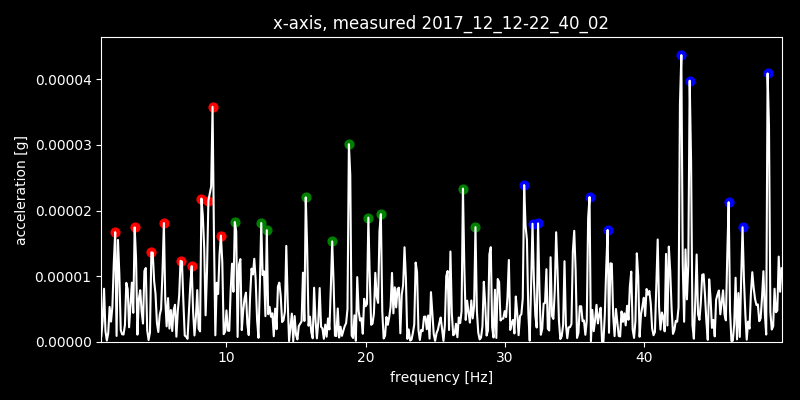 x-axis, measured 2017_12_12-22_40_02
acceleration [g]
0.00004
0.00003
0.00002
0.00001
0.00000
10 20 30 40
frequency [Hz]